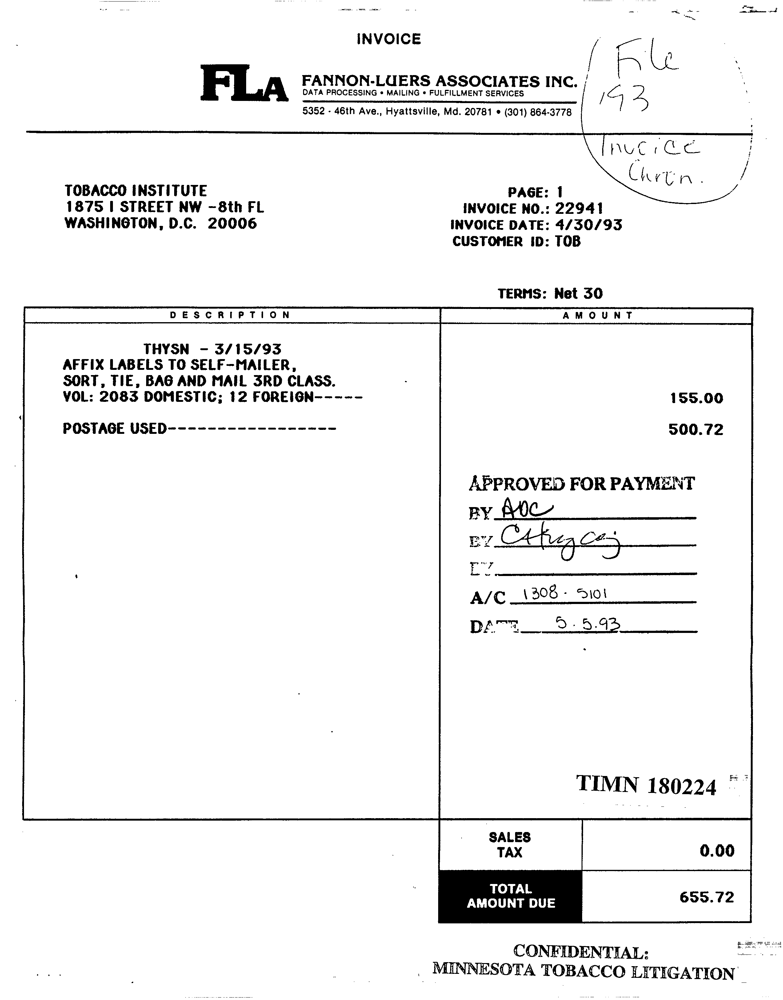 INVOICE
FLA
FANNON-LUERS ASSOCIATES INC.
DATA PROCESSING • MAILING • FULFILLMENT SERVICES
5352 - 46th Ave., Hyattsville, Md. 20781 • (301) 864-3778
File
'93
Invoice
Chron.
TOBACCO INSTITUTE
1875 I STREET NW -8th FL
WASHINGTON, D.C. 20006
PAGE: 1
INVOICE NO.: 22941
INVOICE DATE: 4/30/93
CUSTOMER ID: TOB
TERMS: Net 30
DESCRIPTION AMOUNT
THYSN - 3/15/93
AFFIX LABELS TO SELF-MAILER,
SORT, TIE, BAG AND MAIL 3RD CLASS.
VOL: 2083 DOMESTIC; 12 FOREIGN----- 155.00
POSTAGE USED----------------- 500.72
APPROVED FOR PAYMENT
BY ADC
BY
BY
A/C 1308 - 5101
DATE 5.5.93
TIMN 180224
SALES TAX 0.00
TOTAL AMOUNT DUE 655.72
CONFIDENTIAL:
MINNESOTA TOBACCO LITIGATION